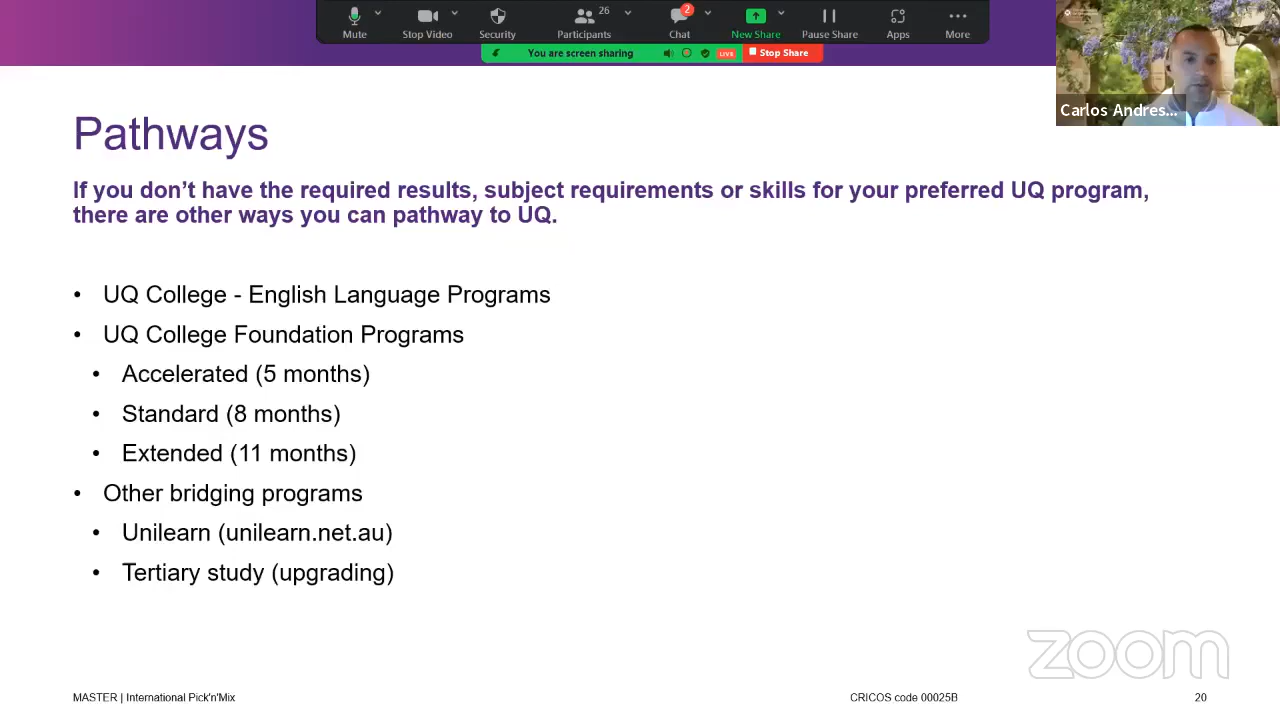 26
2
Mute
Stop Video
Security
Participants
Chat
New Share
Pause Share
Apps
More
You are screen sharing
LIVE
Stop Share
Carlos Andres...
Pathways
If you don’t have the required results, subject requirements or skills for your preferred UQ program,
there are other ways you can pathway to UQ.
• UQ College - English Language Programs
• UQ College Foundation Programs
• Accelerated (5 months)
• Standard (8 months)
• Extended (11 months)
• Other bridging programs
• Unilearn (unilearn.net.au)
• Tertiary study (upgrading)
zoom
MASTER | International Pick'n'Mix
CRICOS code 00025B
20